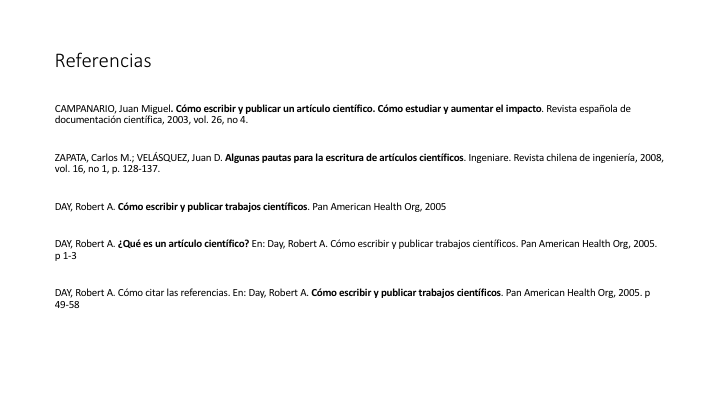 Referencias
CAMPANARIO, Juan Miguel. Cómo escribir y publicar un artículo científico. Cómo estudiar y aumentar el impacto. Revista española de
documentación científica, 2003, vol. 26, no 4.
ZAPATA, Carlos M.; VELÁSQUEZ, Juan D. Algunas pautas para la escritura de artículos científicos. Ingeniare. Revista chilena de ingeniería, 2008,
vol. 16, no 1, p. 128-137.
DAY, Robert A. Cómo escribir y publicar trabajos científicos. Pan American Health Org, 2005
DAY, Robert A. ¿Qué es un artículo científico? En: Day, Robert A. Cómo escribir y publicar trabajos científicos. Pan American Health Org, 2005.
p 1-3
DAY, Robert A. Cómo citar las referencias. En: Day, Robert A. Cómo escribir y publicar trabajos científicos. Pan American Health Org, 2005. p
49-58